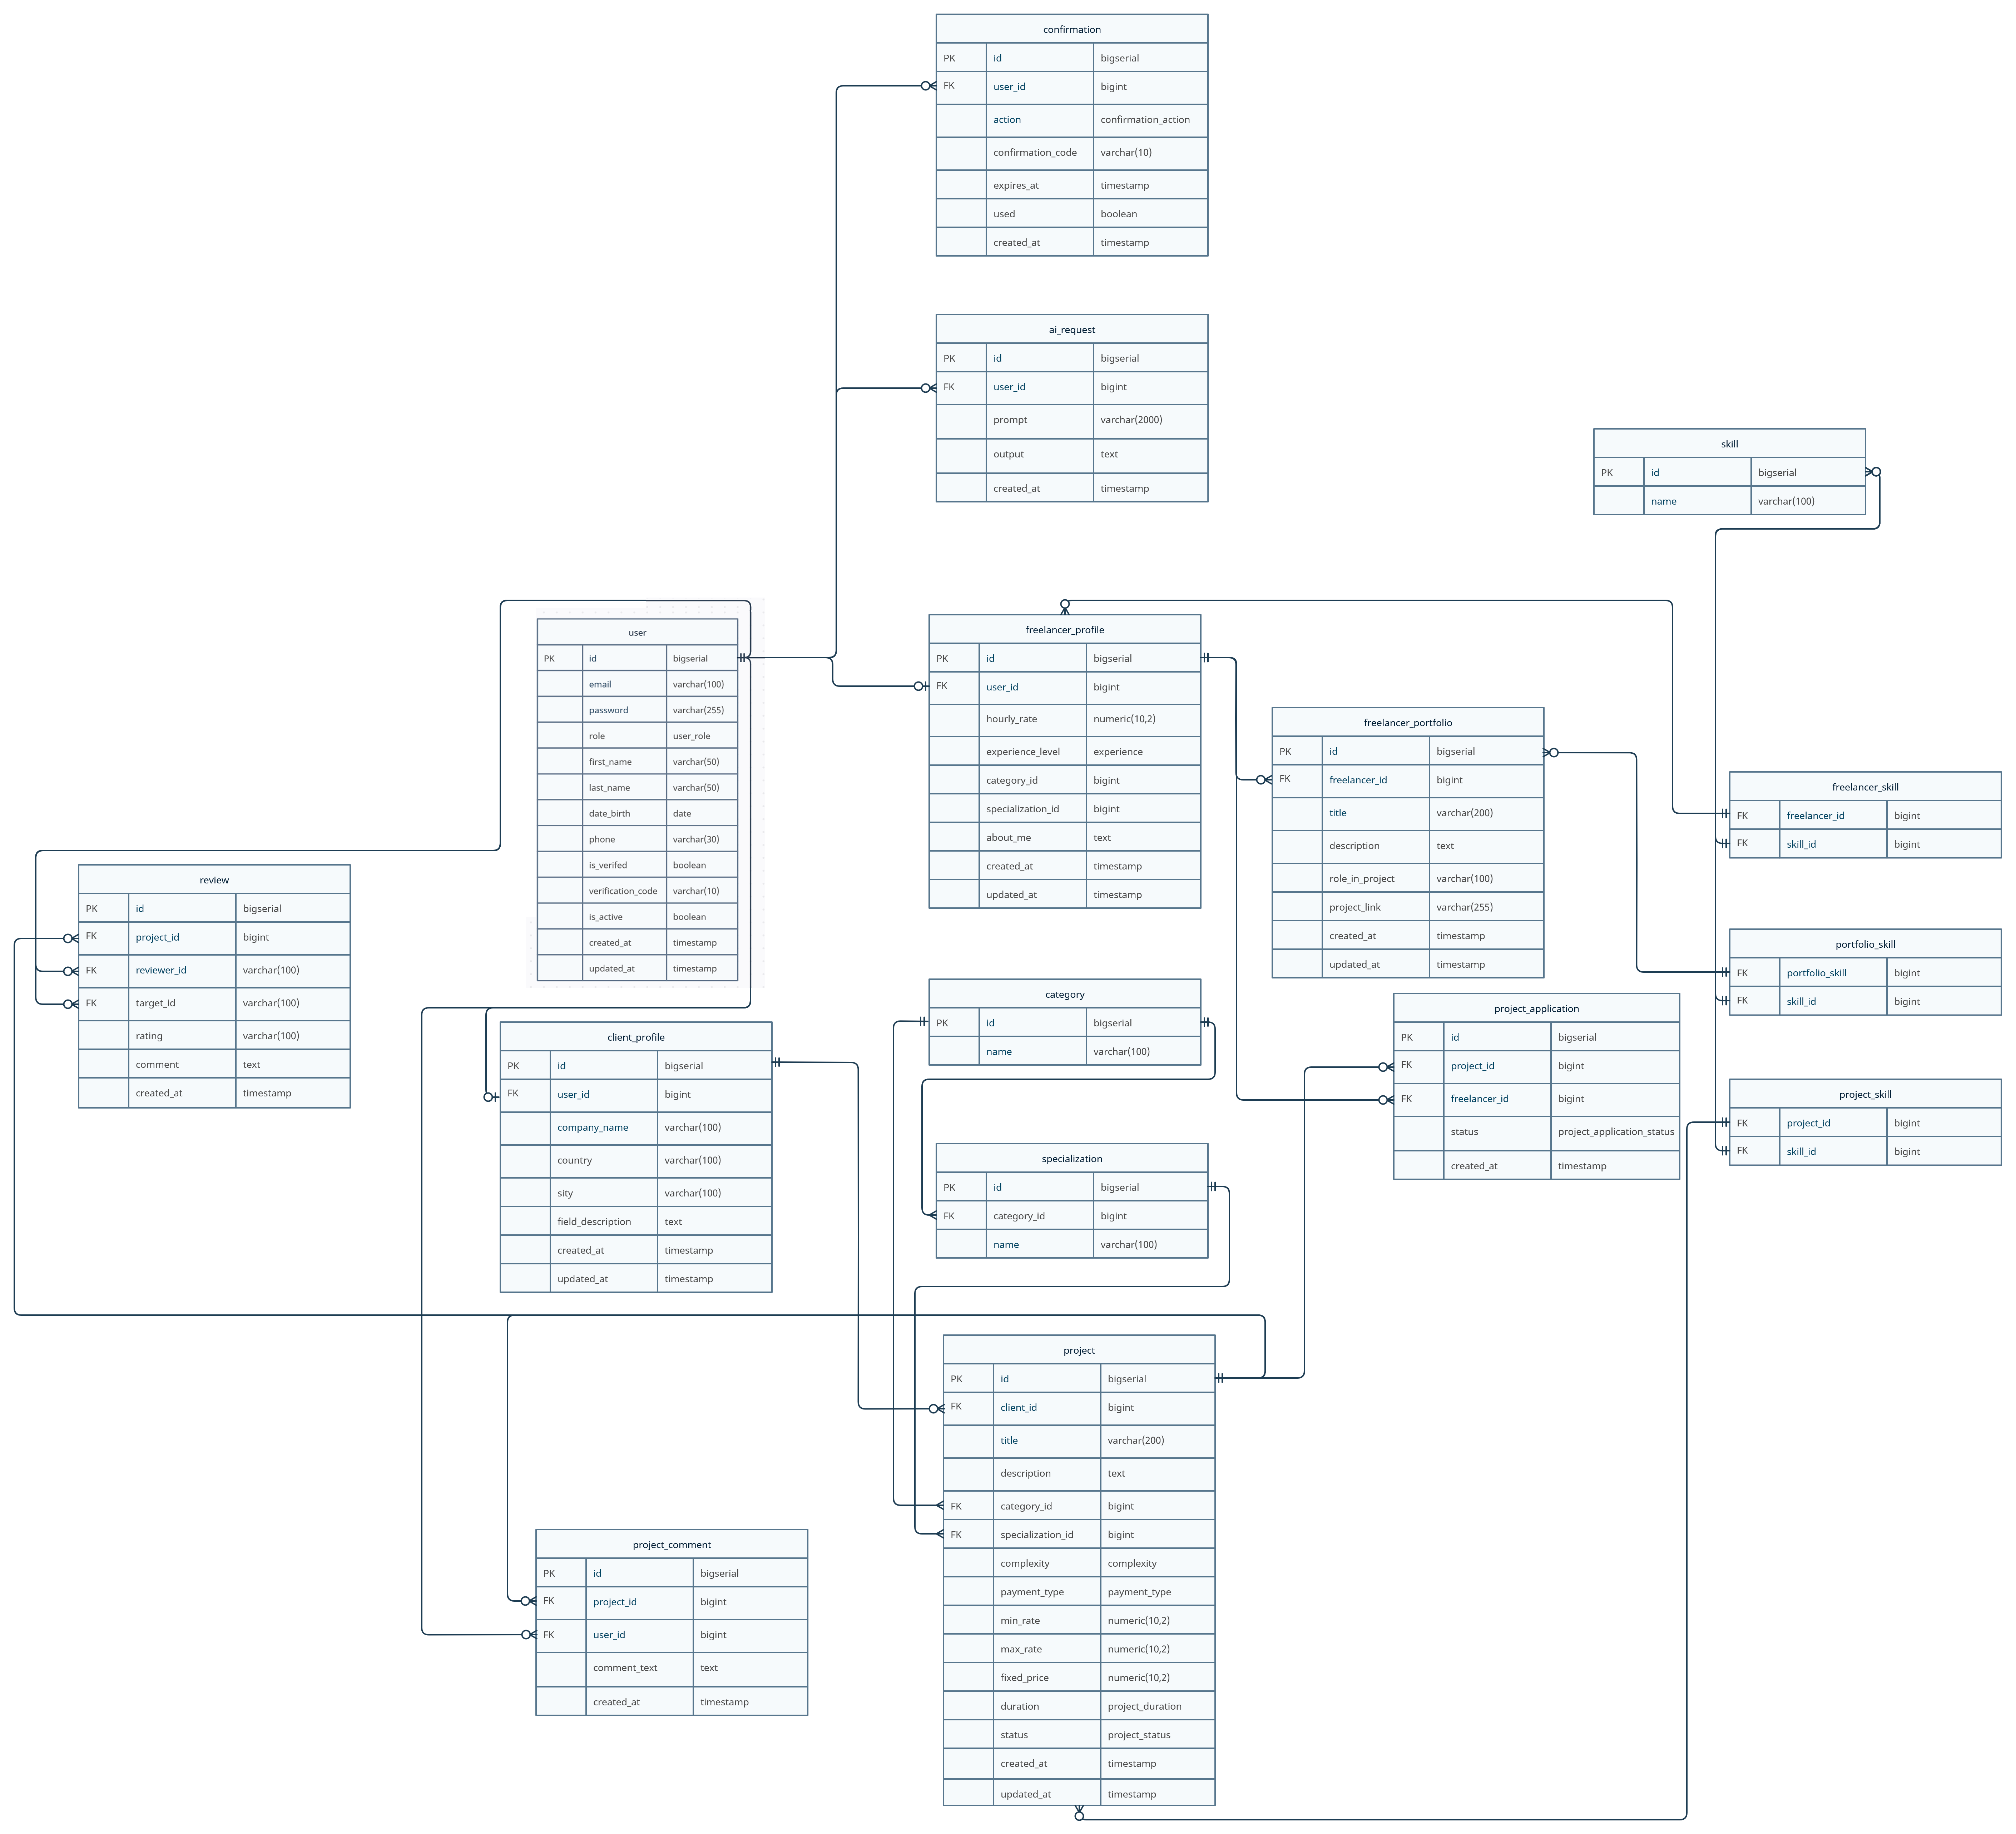 confirmation
PK id bigserial
FK user_id bigint
action confirmation_action
confirmation_code varchar(10)
expires_at timestamp
used boolean
created_at timestamp
ai_request
PK id bigserial
FK user_id bigint
prompt varchar(2000)
output text
created_at timestamp
skill
PK id bigserial
name varchar(100)
user
PK id bigserial
email varchar(100)
password varchar(255)
role user_role
first_name varchar(50)
last_name varchar(50)
date_birth date
phone varchar(30)
is_verifed boolean
verification_code varchar(10)
is_active boolean
created_at timestamp
updated_at timestamp
freelancer_profile
PK id bigserial
FK user_id bigint
hourly_rate numeric(10,2)
experience_level experience
category_id bigint
specialization_id bigint
about_me text
created_at timestamp
updated_at timestamp
freelancer_portfolio
PK id bigserial
FK freelancer_id bigint
title varchar(200)
description text
role_in_project varchar(100)
project_link varchar(255)
created_at timestamp
updated_at timestamp
freelancer_skill
FK freelancer_id bigint
FK skill_id bigint
review
PK id bigserial
FK project_id bigint
FK reviewer_id varchar(100)
FK target_id varchar(100)
rating varchar(100)
comment text
created_at timestamp
portfolio_skill
FK portfolio_skill bigint
FK skill_id bigint
category
PK id bigserial
name varchar(100)
project_application
PK id bigserial
FK project_id bigint
FK freelancer_id bigint
status project_application_status
created_at timestamp
client_profile
PK id bigserial
FK user_id bigint
company_name varchar(100)
country varchar(100)
sity varchar(100)
field_description text
created_at timestamp
updated_at timestamp
project_skill
FK project_id bigint
FK skill_id bigint
specialization
PK id bigserial
FK category_id bigint
name varchar(100)
project
PK id bigserial
FK client_id bigint
title varchar(200)
description text
FK category_id bigint
FK specialization_id bigint
complexity complexity
payment_type payment_type
min_rate numeric(10,2)
max_rate numeric(10,2)
fixed_price numeric(10,2)
duration project_duration
status project_status
created_at timestamp
updated_at timestamp
project_comment
PK id bigserial
FK project_id bigint
FK user_id bigint
comment_text text
created_at timestamp